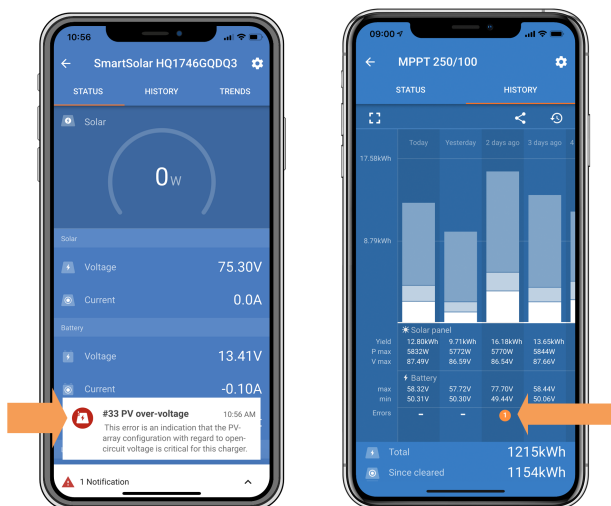 10:56
SmartSolar HQ1746GQDQ3
STATUS HISTORY TRENDS
Solar
0W
Solar
Voltage 75.30V
Current 0.0A
Battery
Voltage 13.41V
Current -0.10A
#33 PV over-voltage 10:56 AM
This error is an indication that the PV-
array configuration with regard to open-
circuit voltage is critical for this charger.
1 Notification
09:00
MPPT 250/100
STATUS HISTORY
Today Yesterday 2 days ago 3 days ago 4
17.58kWh
8.79kWh
Solar panel
Yield 12.80kWh 9.71kWh 16.18kWh 13.65kWh
P max 5832W 5772W 5770W 5844W
V max 87.49V 86.59V 86.54V 87.66V
Battery
max 58.32V 57.72V 77.70V 58.44V
min 50.31V 50.30V 49.44V 50.06V
Errors – – 1
Total 1215kWh
Since cleared 1154kWh